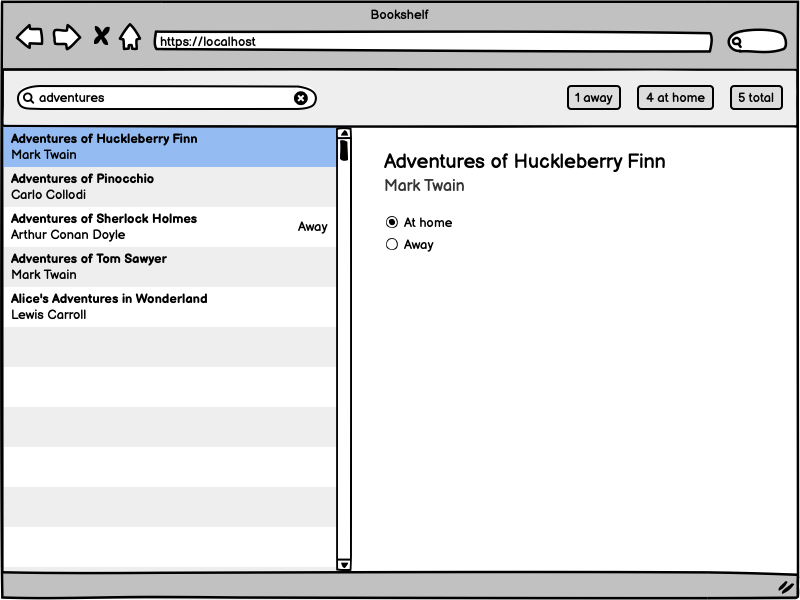 Bookshelf
https://localhost
adventures
1 away
4 at home
5 total
Adventures of Huckleberry Finn
Mark Twain
Adventures of Pinocchio
Carlo Collodi
Adventures of Sherlock Holmes
Arthur Conan Doyle
Away
Adventures of Tom Sawyer
Mark Twain
Alice's Adventures in Wonderland
Lewis Carroll
Adventures of Huckleberry Finn
Mark Twain
At home
Away